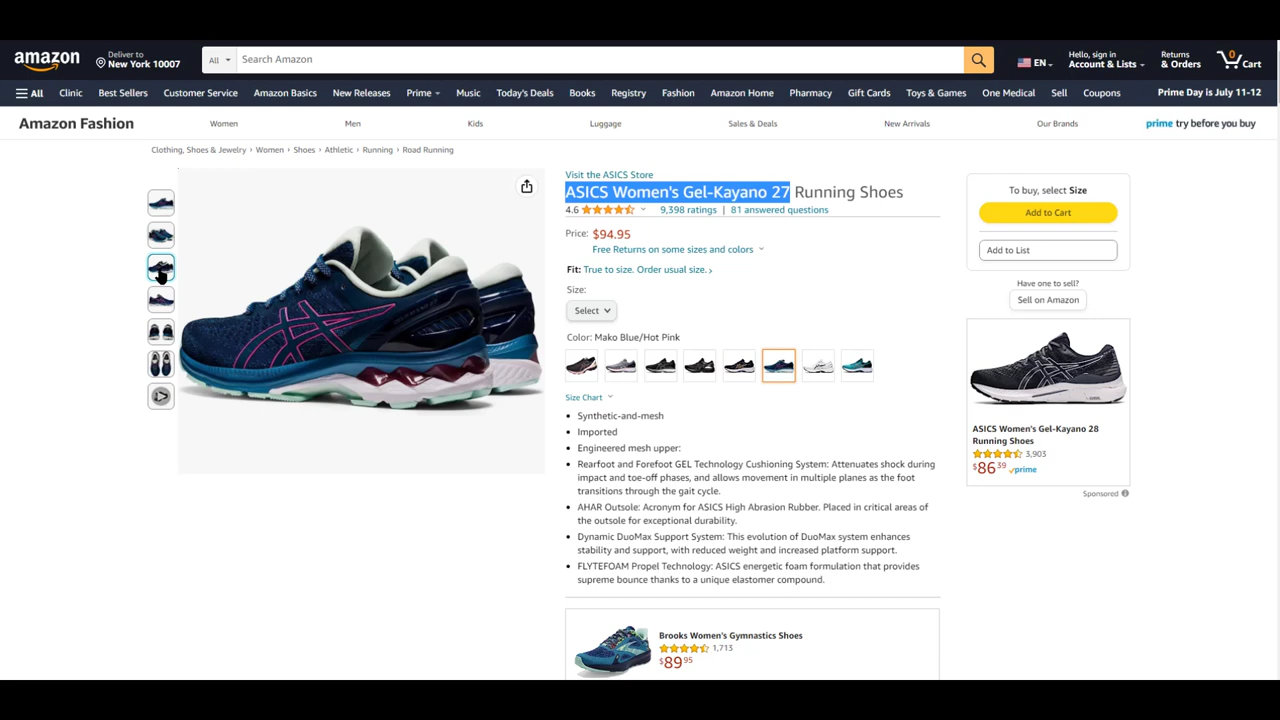 amazon
Deliver to
New York 10007
All
Search Amazon
EN
Hello, sign in
Account & Lists
Returns
& Orders
0
Cart
All
Clinic
Best Sellers
Customer Service
Amazon Basics
New Releases
Prime
Music
Today's Deals
Books
Registry
Fashion
Amazon Home
Pharmacy
Gift Cards
Toys & Games
One Medical
Sell
Coupons
Prime Day is July 11-12
Amazon Fashion
Women
Men
Kids
Luggage
Sales & Deals
New Arrivals
Our Brands
prime try before you buy
Clothing, Shoes & Jewelry › Women › Shoes › Athletic › Running › Road Running
Visit the ASICS Store
ASICS Women's Gel-Kayano 27 Running Shoes
4.6
9,398 ratings | 81 answered questions
Price: $94.95
Free Returns on some sizes and colors
Fit: True to size. Order usual size. ›
Size:
Select
Color: Mako Blue/Hot Pink
Size Chart
• Synthetic-and-mesh
• Imported
• Engineered mesh upper:
• Rearfoot and Forefoot GEL Technology Cushioning System: Attenuates shock during
impact and toe-off phases, and allows movement in multiple planes as the foot
transitions through the gait cycle.
• AHAR Outsole: Acronym for ASICS High Abrasion Rubber. Placed in critical areas of
the outsole for exceptional durability.
• Dynamic DuoMax Support System: This evolution of DuoMax system enhances
stability and support, with reduced weight and increased platform support.
• FLYTEFOAM Propel Technology: ASICS energetic foam formulation that provides
supreme bounce thanks to a unique elastomer compound.
Brooks Women's Gymnastics Shoes
1,713
$89.95
To buy, select Size
Add to Cart
Add to List
Have one to sell?
Sell on Amazon
ASICS Women's Gel-Kayano 28
Running Shoes
3,903
$86.39 prime
Sponsored